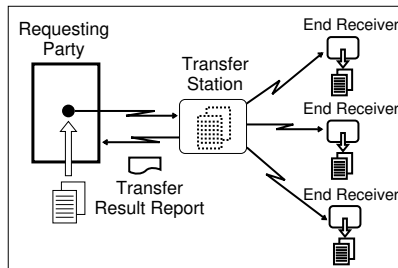 Requesting
Party
Transfer
Station
End Receiver
End Receiver
End Receiver
Transfer
Result Report